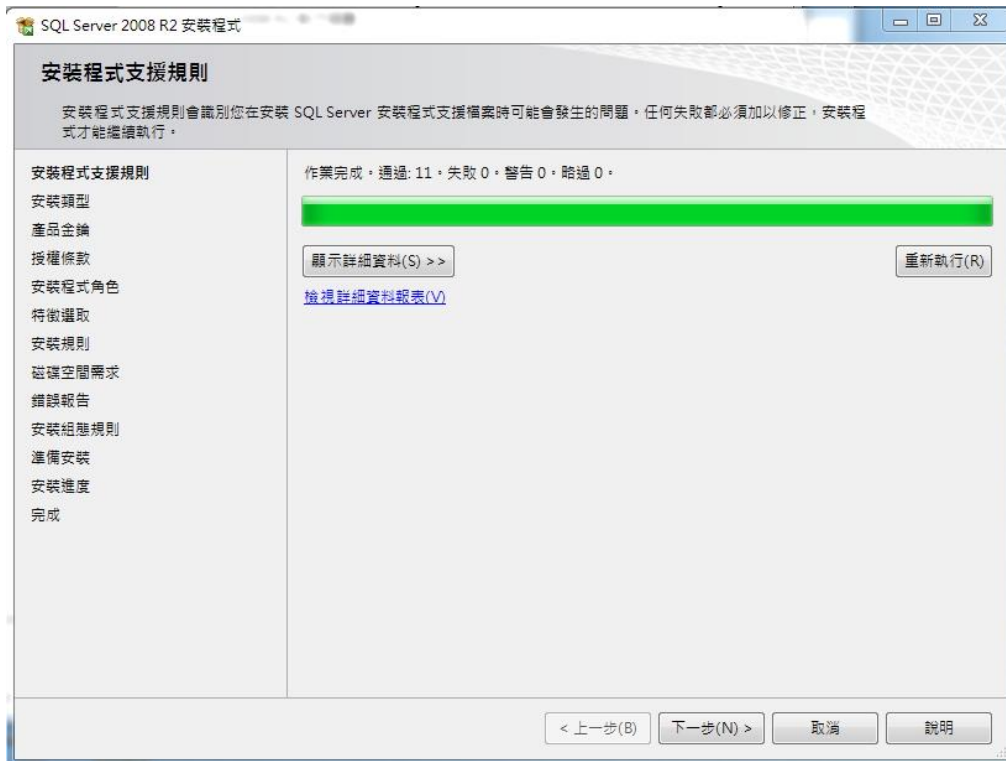 SQL Server 2008 R2 安裝程式
安裝程式支援規則
安裝程式支援規則會識別您在安裝 SQL Server 安裝程式支援檔案時可能會發生的問題。任何失敗都必須加以修正，安裝程
式才能繼續執行。
安裝程式支援規則
安裝類型
產品金鑰
授權條款
安裝程式角色
特徵選取
安裝規則
磁碟空間需求
錯誤報告
安裝組態規則
準備安裝
安裝進度
完成
作業完成。通過: 11。失敗 0。警告 0。略過 0。
顯示詳細資料(S) >>
重新執行(R)
檢視詳細資料報表(V)
< 上一步(B)
下一步(N) >
取消
說明